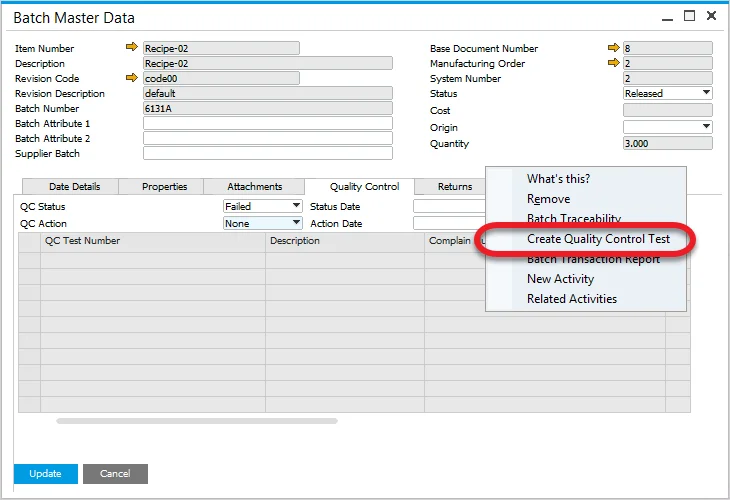 Batch Master Data
Item Number Recipe-02
Description Recipe-02
Revision Code code00
Revision Description default
Batch Number 6131A
Batch Attribute 1
Batch Attribute 2
Supplier Batch
Base Document Number 8
Manufacturing Order 2
System Number 2
Status Released
Cost
Origin
Quantity 3.000
Date Details Properties Attachments Quality Control Returns
QC Status Failed Status Date
QC Action None Action Date
QC Test Number Description Complain
What's this?
Remove
Batch Traceability
Create Quality Control Test
Batch Transaction Report
New Activity
Related Activities
Update Cancel